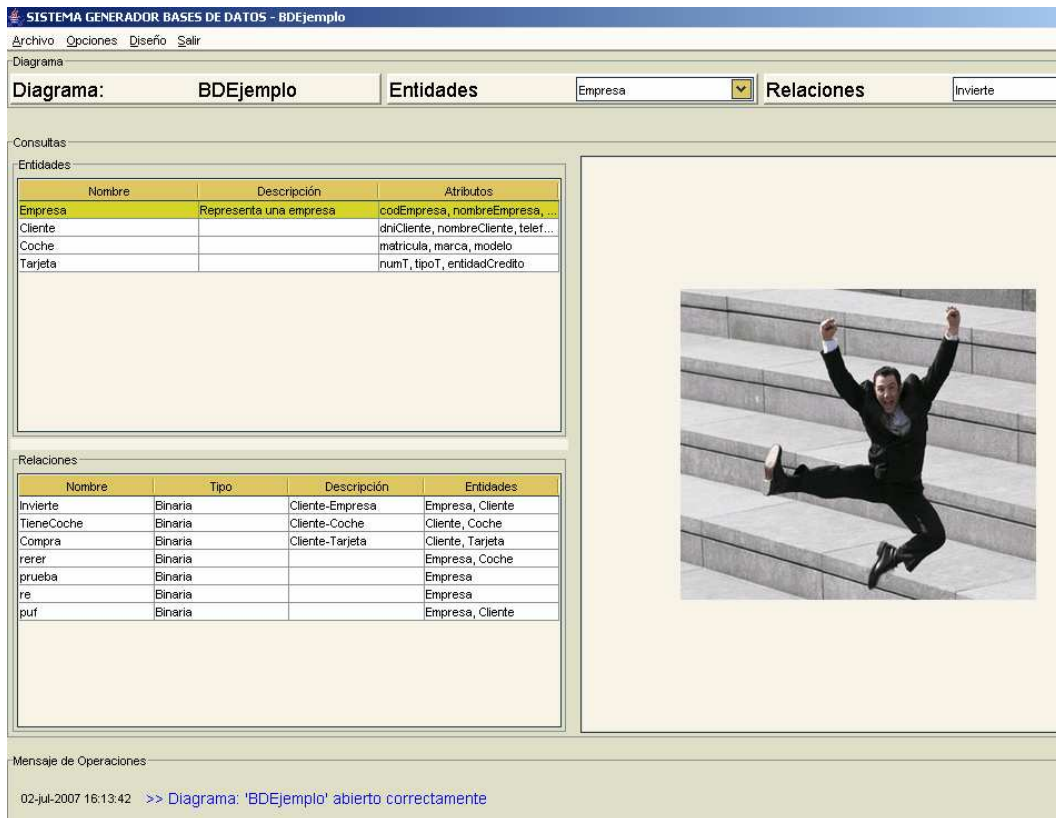 SISTEMA GENERADOR BASES DE DATOS - BDEjemplo
Archivo Opciones Diseño Salir
Diagrama
Diagrama: BDEjemplo Entidades Empresa Relaciones Invierte
Consultas
Entidades
Nombre Descripción Atributos
Empresa Representa una empresa codEmpresa, nombreEmpresa, ...
Cliente dniCliente, nombreCliente, telef...
Coche matricula, marca, modelo
Tarjeta numT, tipoT, entidadCredito
Relaciones
Nombre Tipo Descripción Entidades
Invierte Binaria Cliente-Empresa Empresa, Cliente
TieneCoche Binaria Cliente-Coche Cliente, Coche
Compra Binaria Cliente-Tarjeta Cliente, Tarjeta
rerer Binaria Empresa, Coche
prueba Binaria Empresa
re Binaria Empresa
puf Binaria Empresa, Cliente
Mensaje de Operaciones
02-jul-2007 16:13:42 >> Diagrama: 'BDEjemplo' abierto correctamente